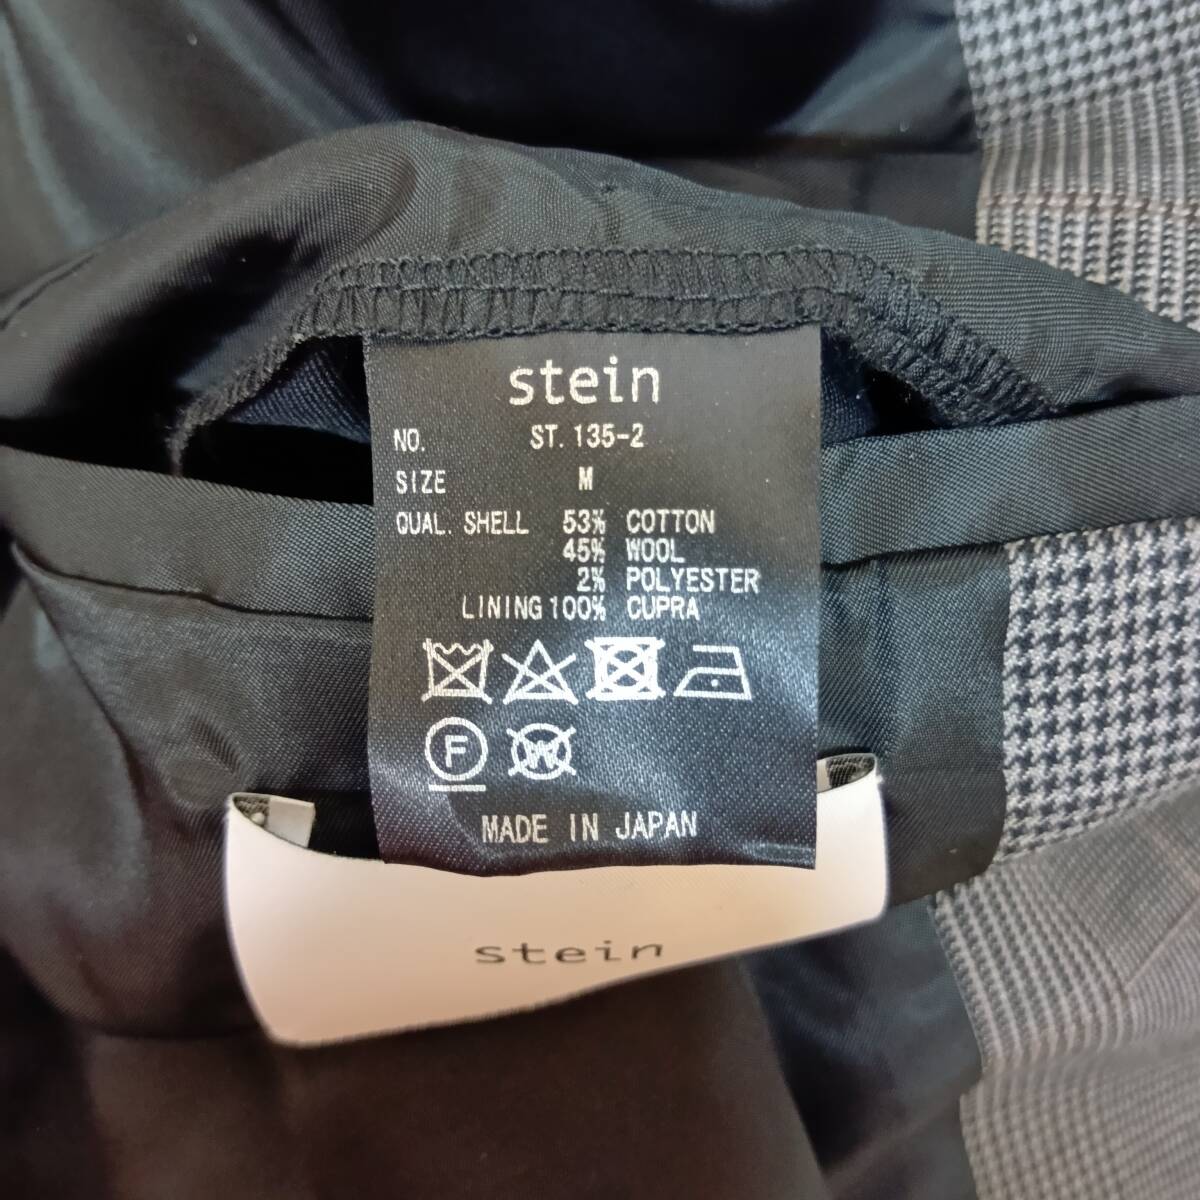 stein
NO. ST. 135-2
SIZE M
QUAL. SHELL 53% COTTON
45% WOOL
2% POLYESTER
LINING 100% CUPRA
F W
MADE IN JAPAN
stein